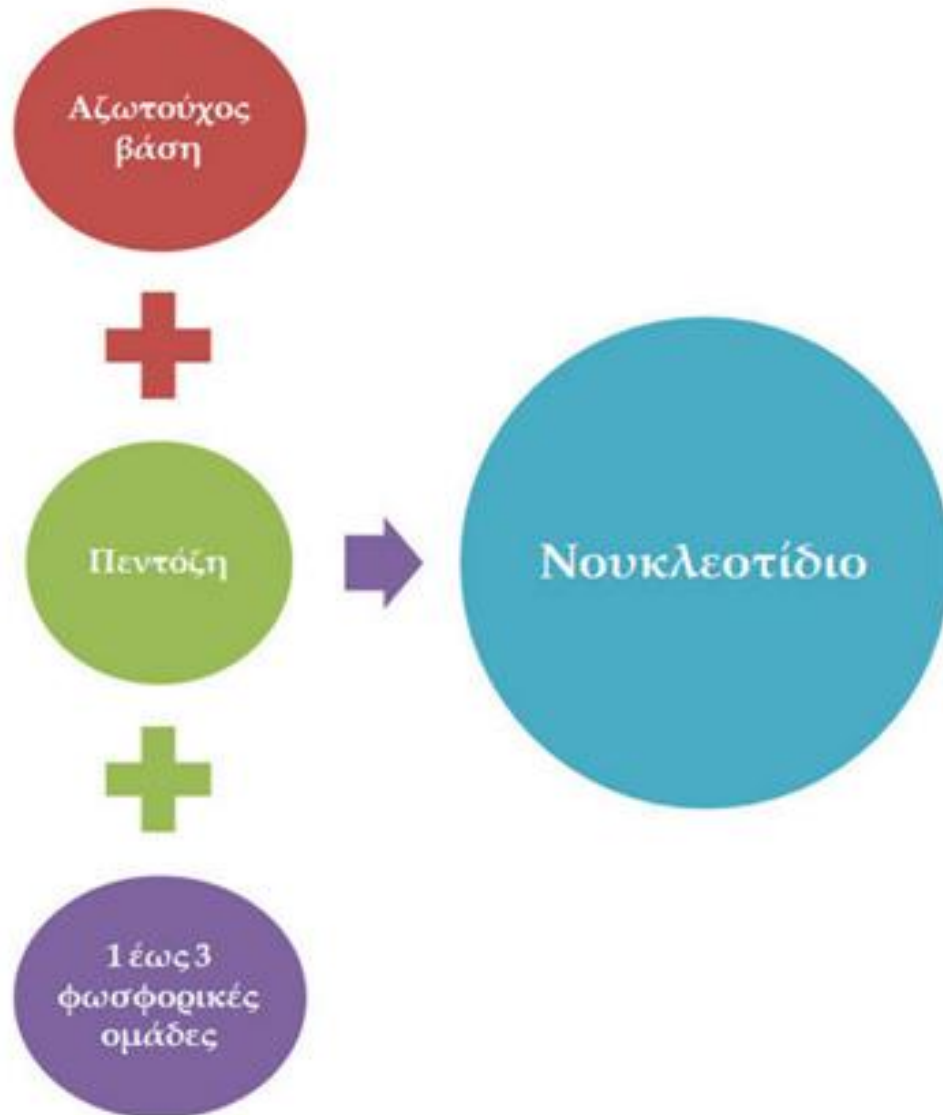 Αζωτούχος
βάση
Πεντόζη
Νουκλεοτίδιο
1 έως 3
φωσφορικές
ομάδες